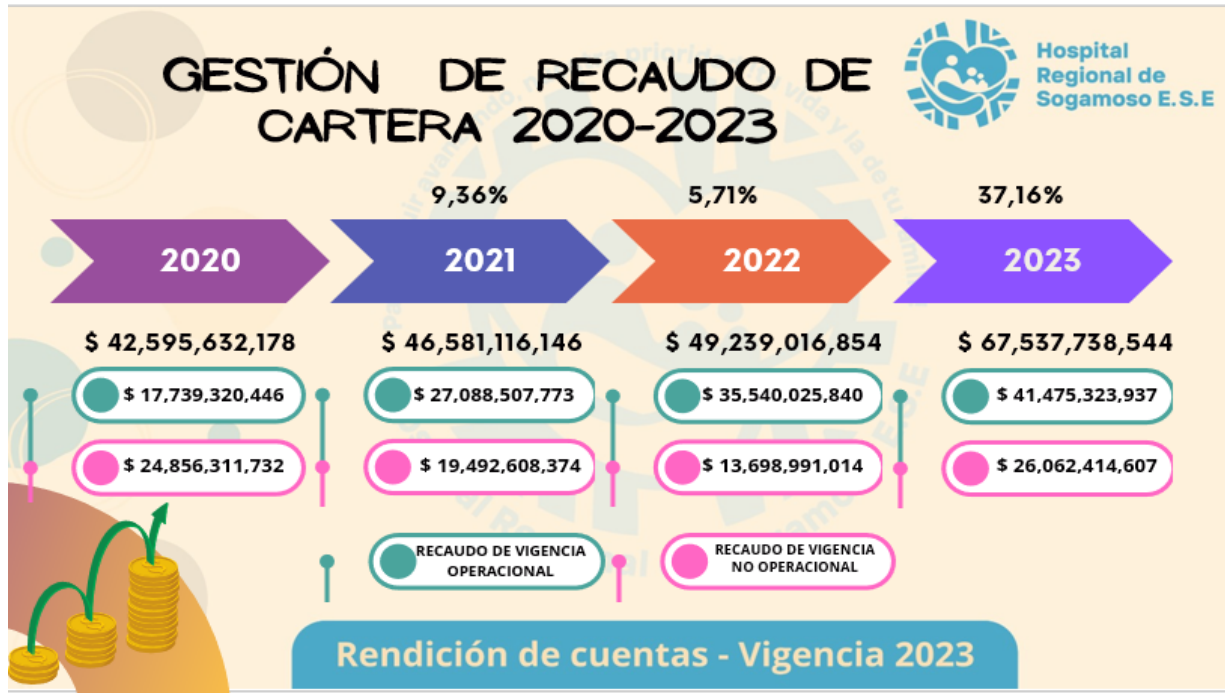 GESTIÓN DE RECAUDO DE
CARTERA 2020-2023
Hospital
Regional de
Sogamoso E.S.E
9,36%
5,71%
37,16%
2020
2021
2022
2023
$ 42,595,632,178
$ 46,581,116,146
$ 49,239,016,854
$ 67,537,738,544
$ 17,739,320,446
$ 27,088,507,773
$ 35,540,025,840
$ 41,475,323,937
$ 24,856,311,732
$ 19,492,608,374
$ 13,698,991,014
$ 26,062,414,607
RECAUDO DE VIGENCIA
OPERACIONAL
RECAUDO DE VIGENCIA
NO OPERACIONAL
Rendición de cuentas - Vigencia 2023